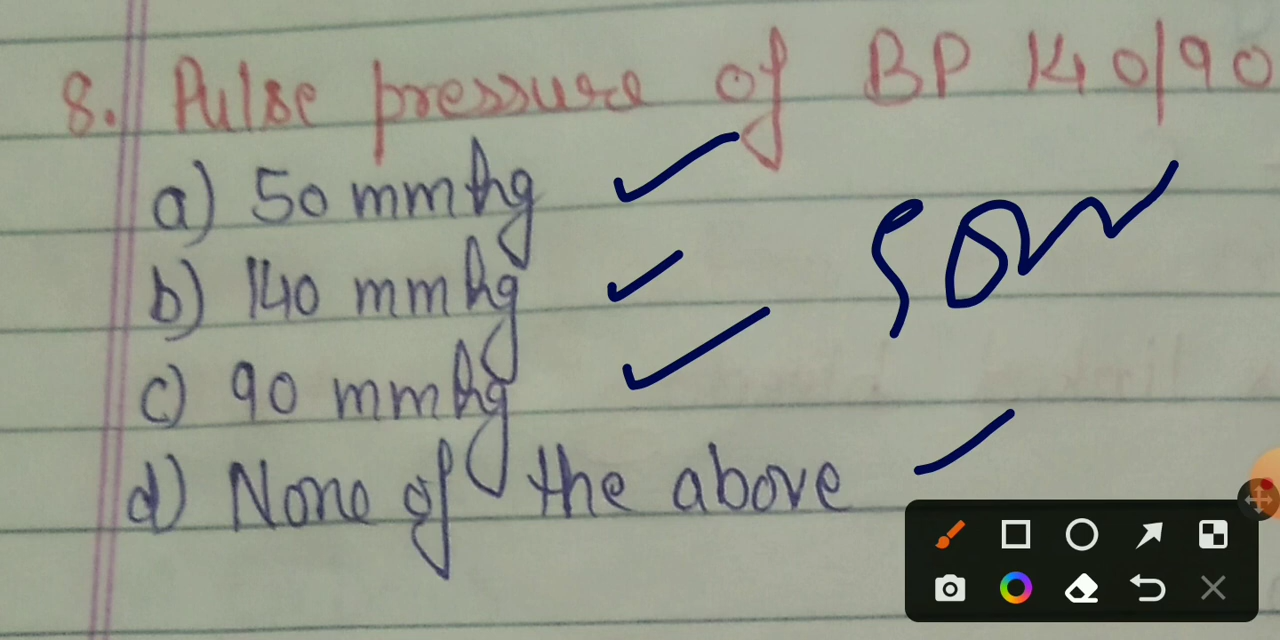 8. Pulse pressure of BP 140/90
a) 50 mmhg
b) 140 mmhg
c) 90 mmhg
50
d) None of the above